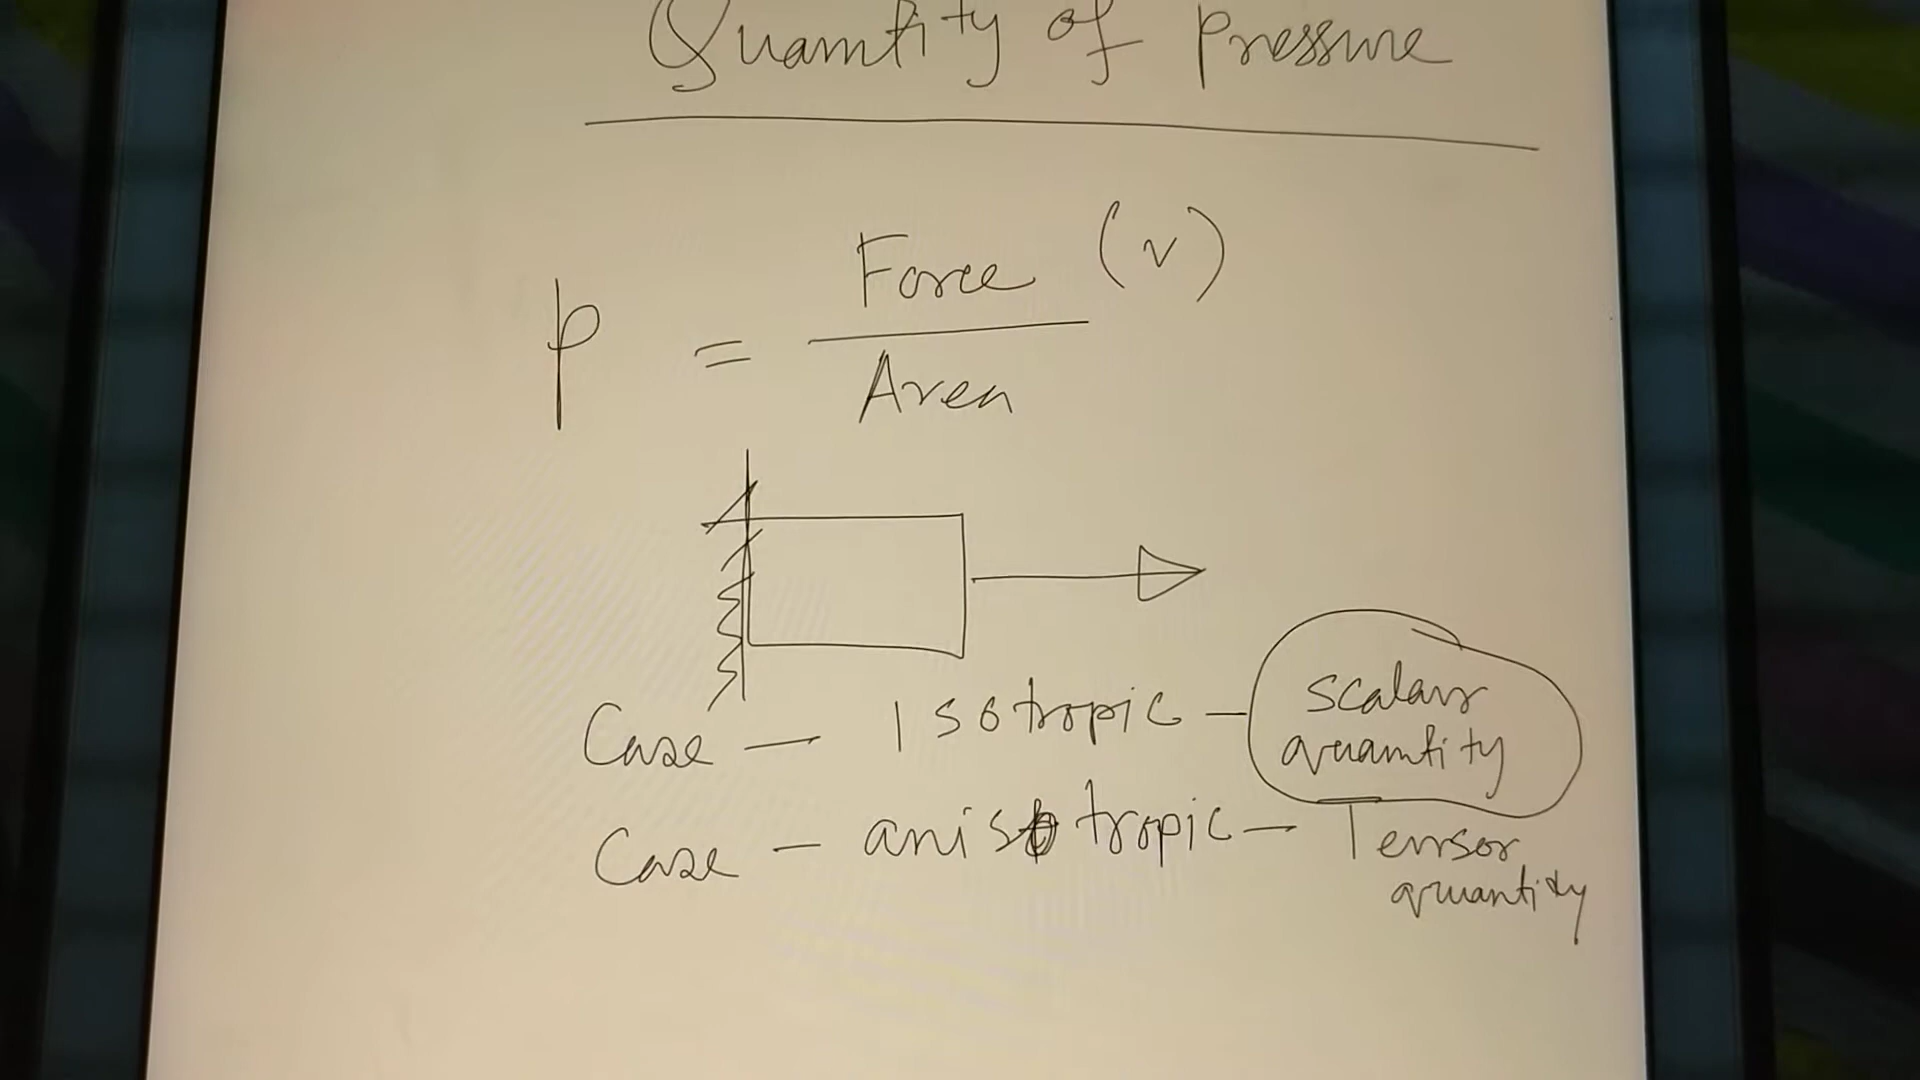 Quantity of Pressure
P = Force (v)
Area
Case — Isotropic — scalar quantity
Case — anisotropic — Tensor quantity